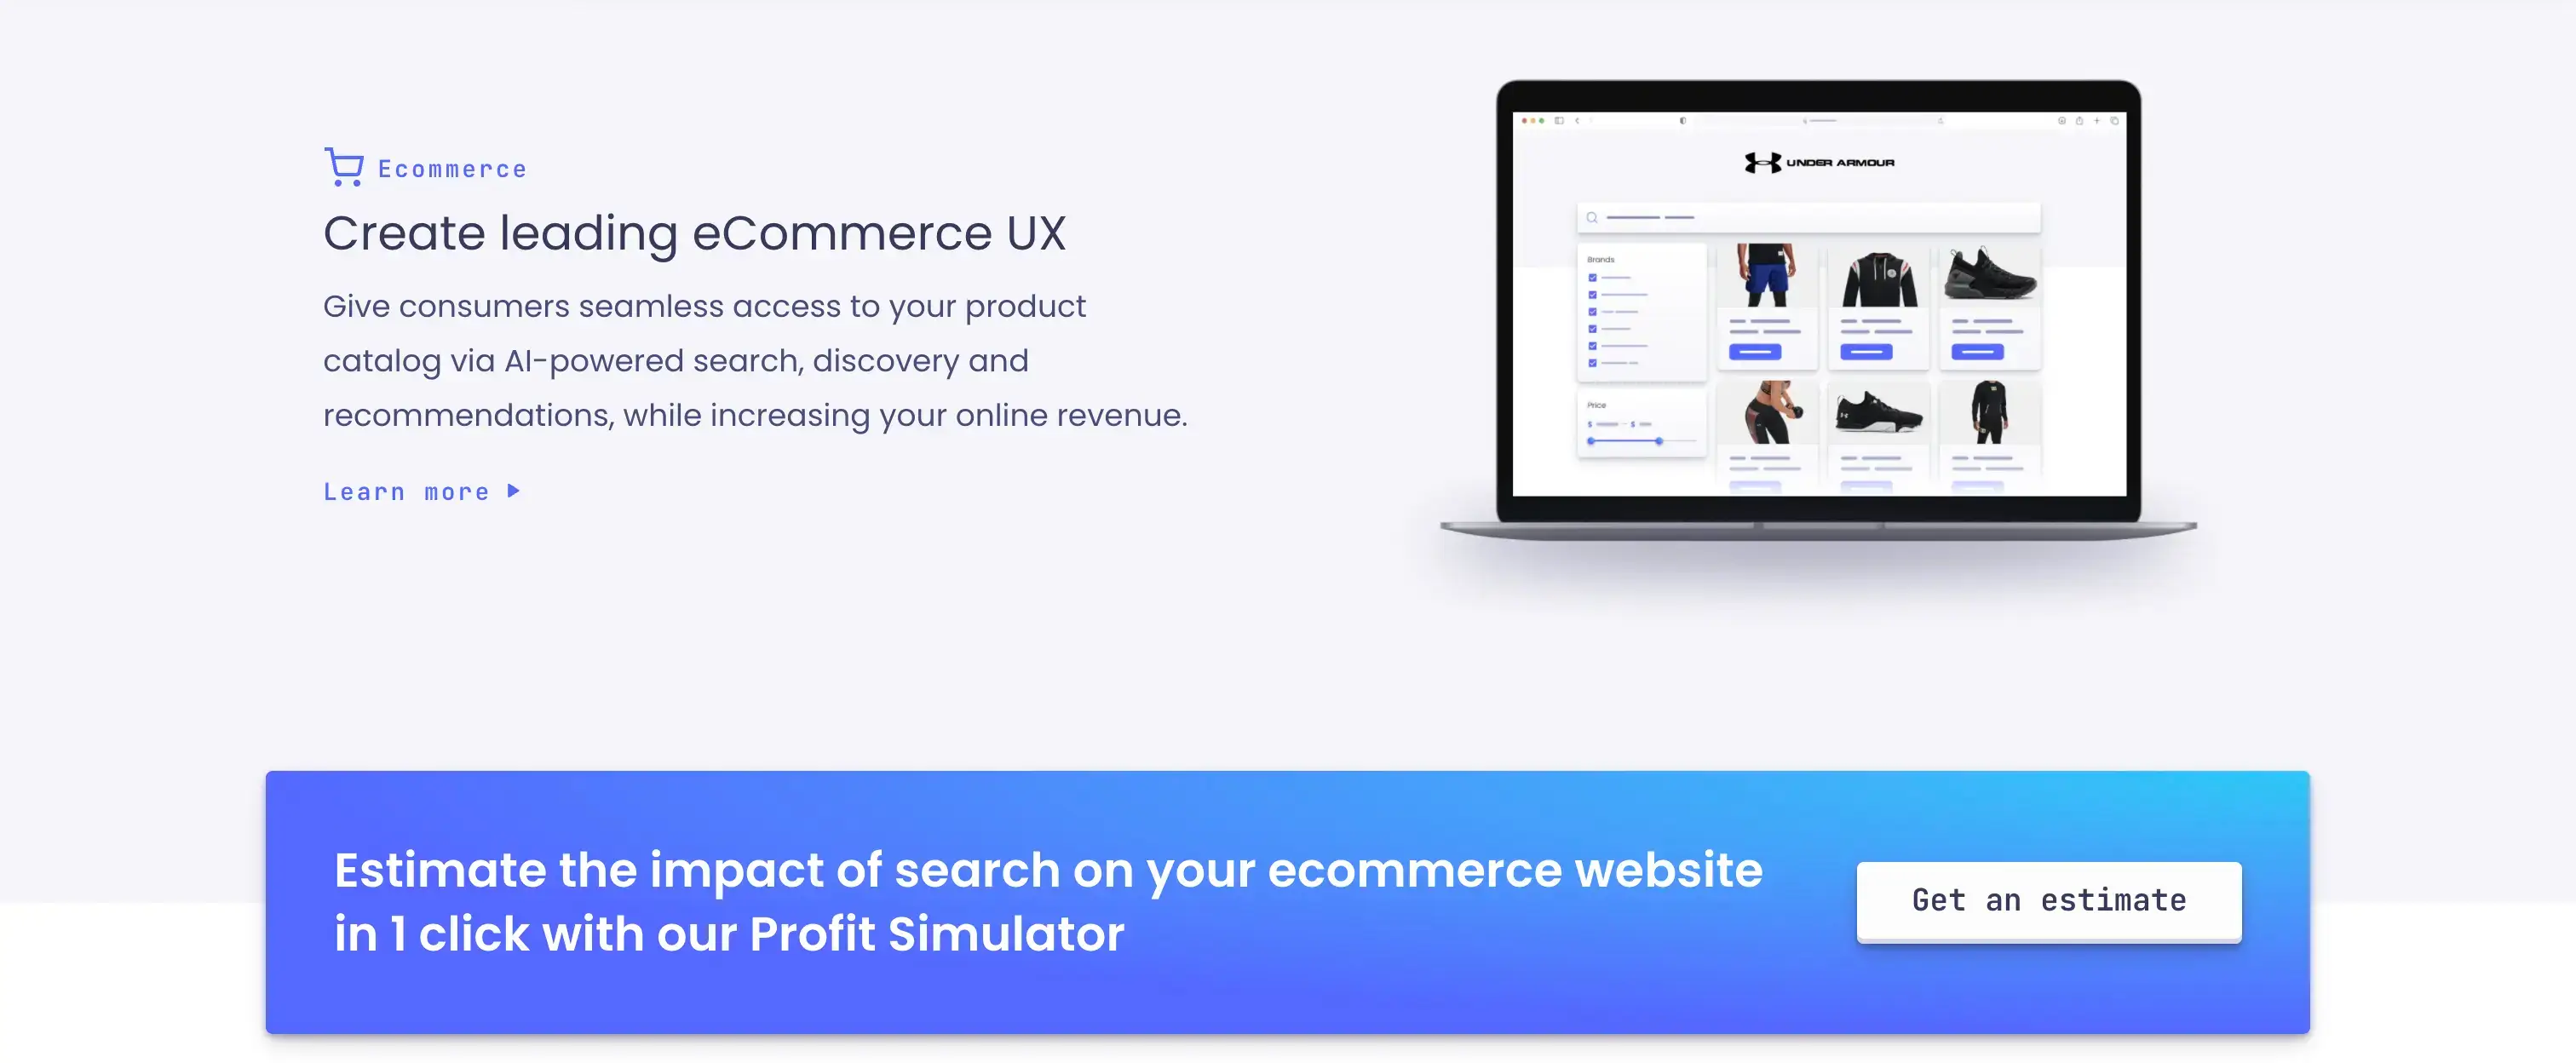 Ecommerce
Create leading eCommerce UX
Give consumers seamless access to your product
catalog via AI-powered search, discovery and
recommendations, while increasing your online revenue.
Learn more
UNDER ARMOUR
Brands
Price
$ $
Estimate the impact of search on your ecommerce website
in 1 click with our Profit Simulator
Get an estimate